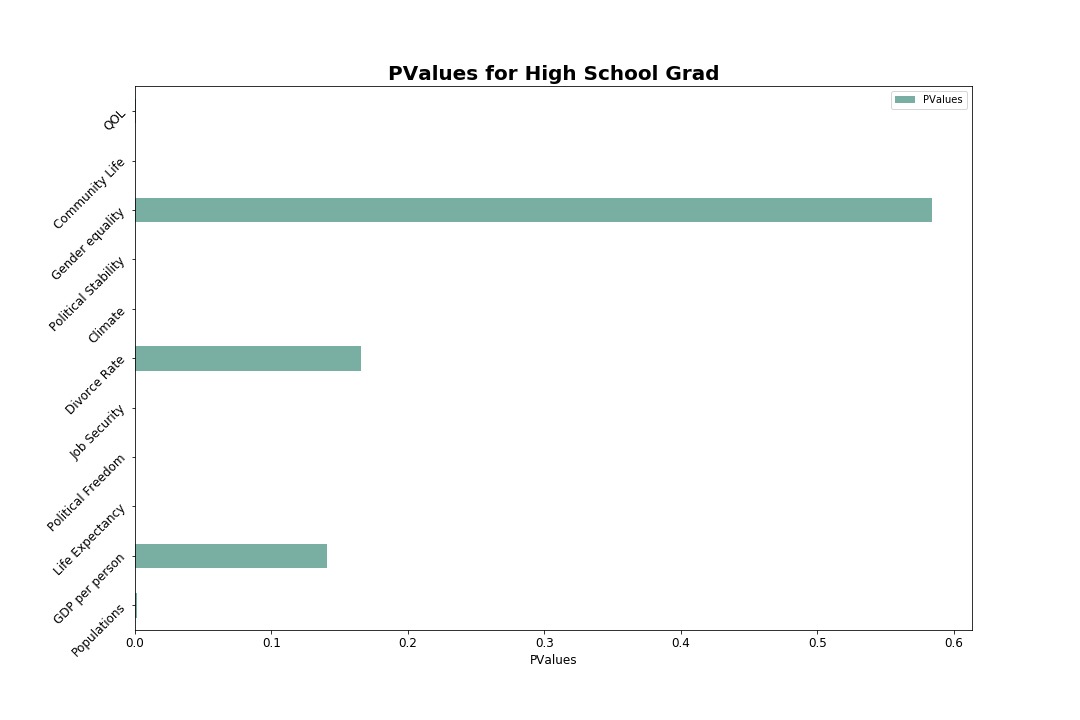 PValues for High School Grad
PValues
QOL
Community Life
Gender equality
Political Stability
Climate
Divorce Rate
Job Security
Political Freedom
Life Expectancy
GDP per person
Populations
0.0 0.1 0.2 0.3 0.4 0.5 0.6
PValues